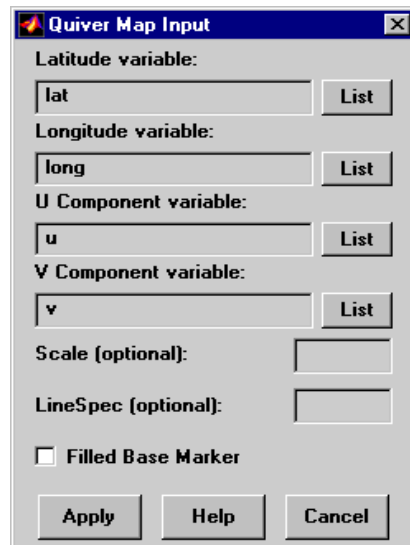 Quiver Map Input
Latitude variable:
lat List
Longitude variable:
long List
U Component variable:
u List
V Component variable:
v List
Scale (optional):
LineSpec (optional):
Filled Base Marker
Apply Help Cancel